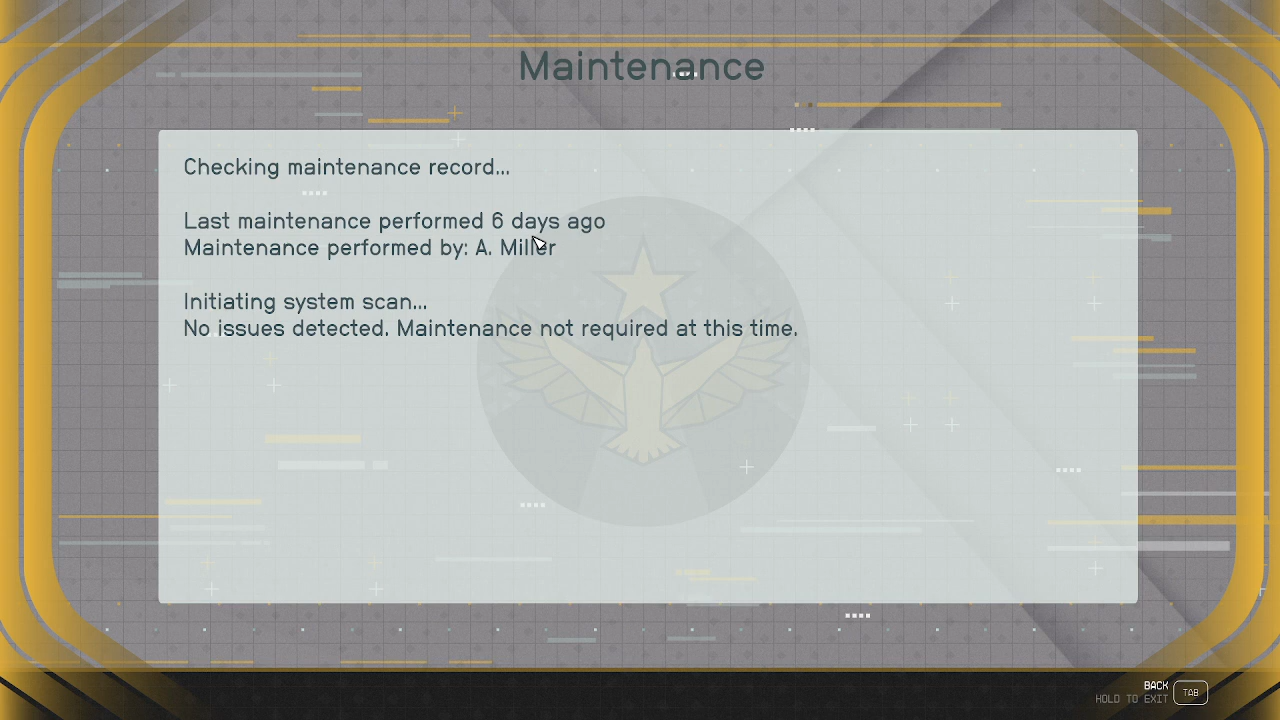 Maintenance
Checking maintenance record...
Last maintenance performed 6 days ago
Maintenance performed by: A. Miller
Initiating system scan...
No issues detected. Maintenance not required at this time.
BACK
HOLD TO EXIT
TAB